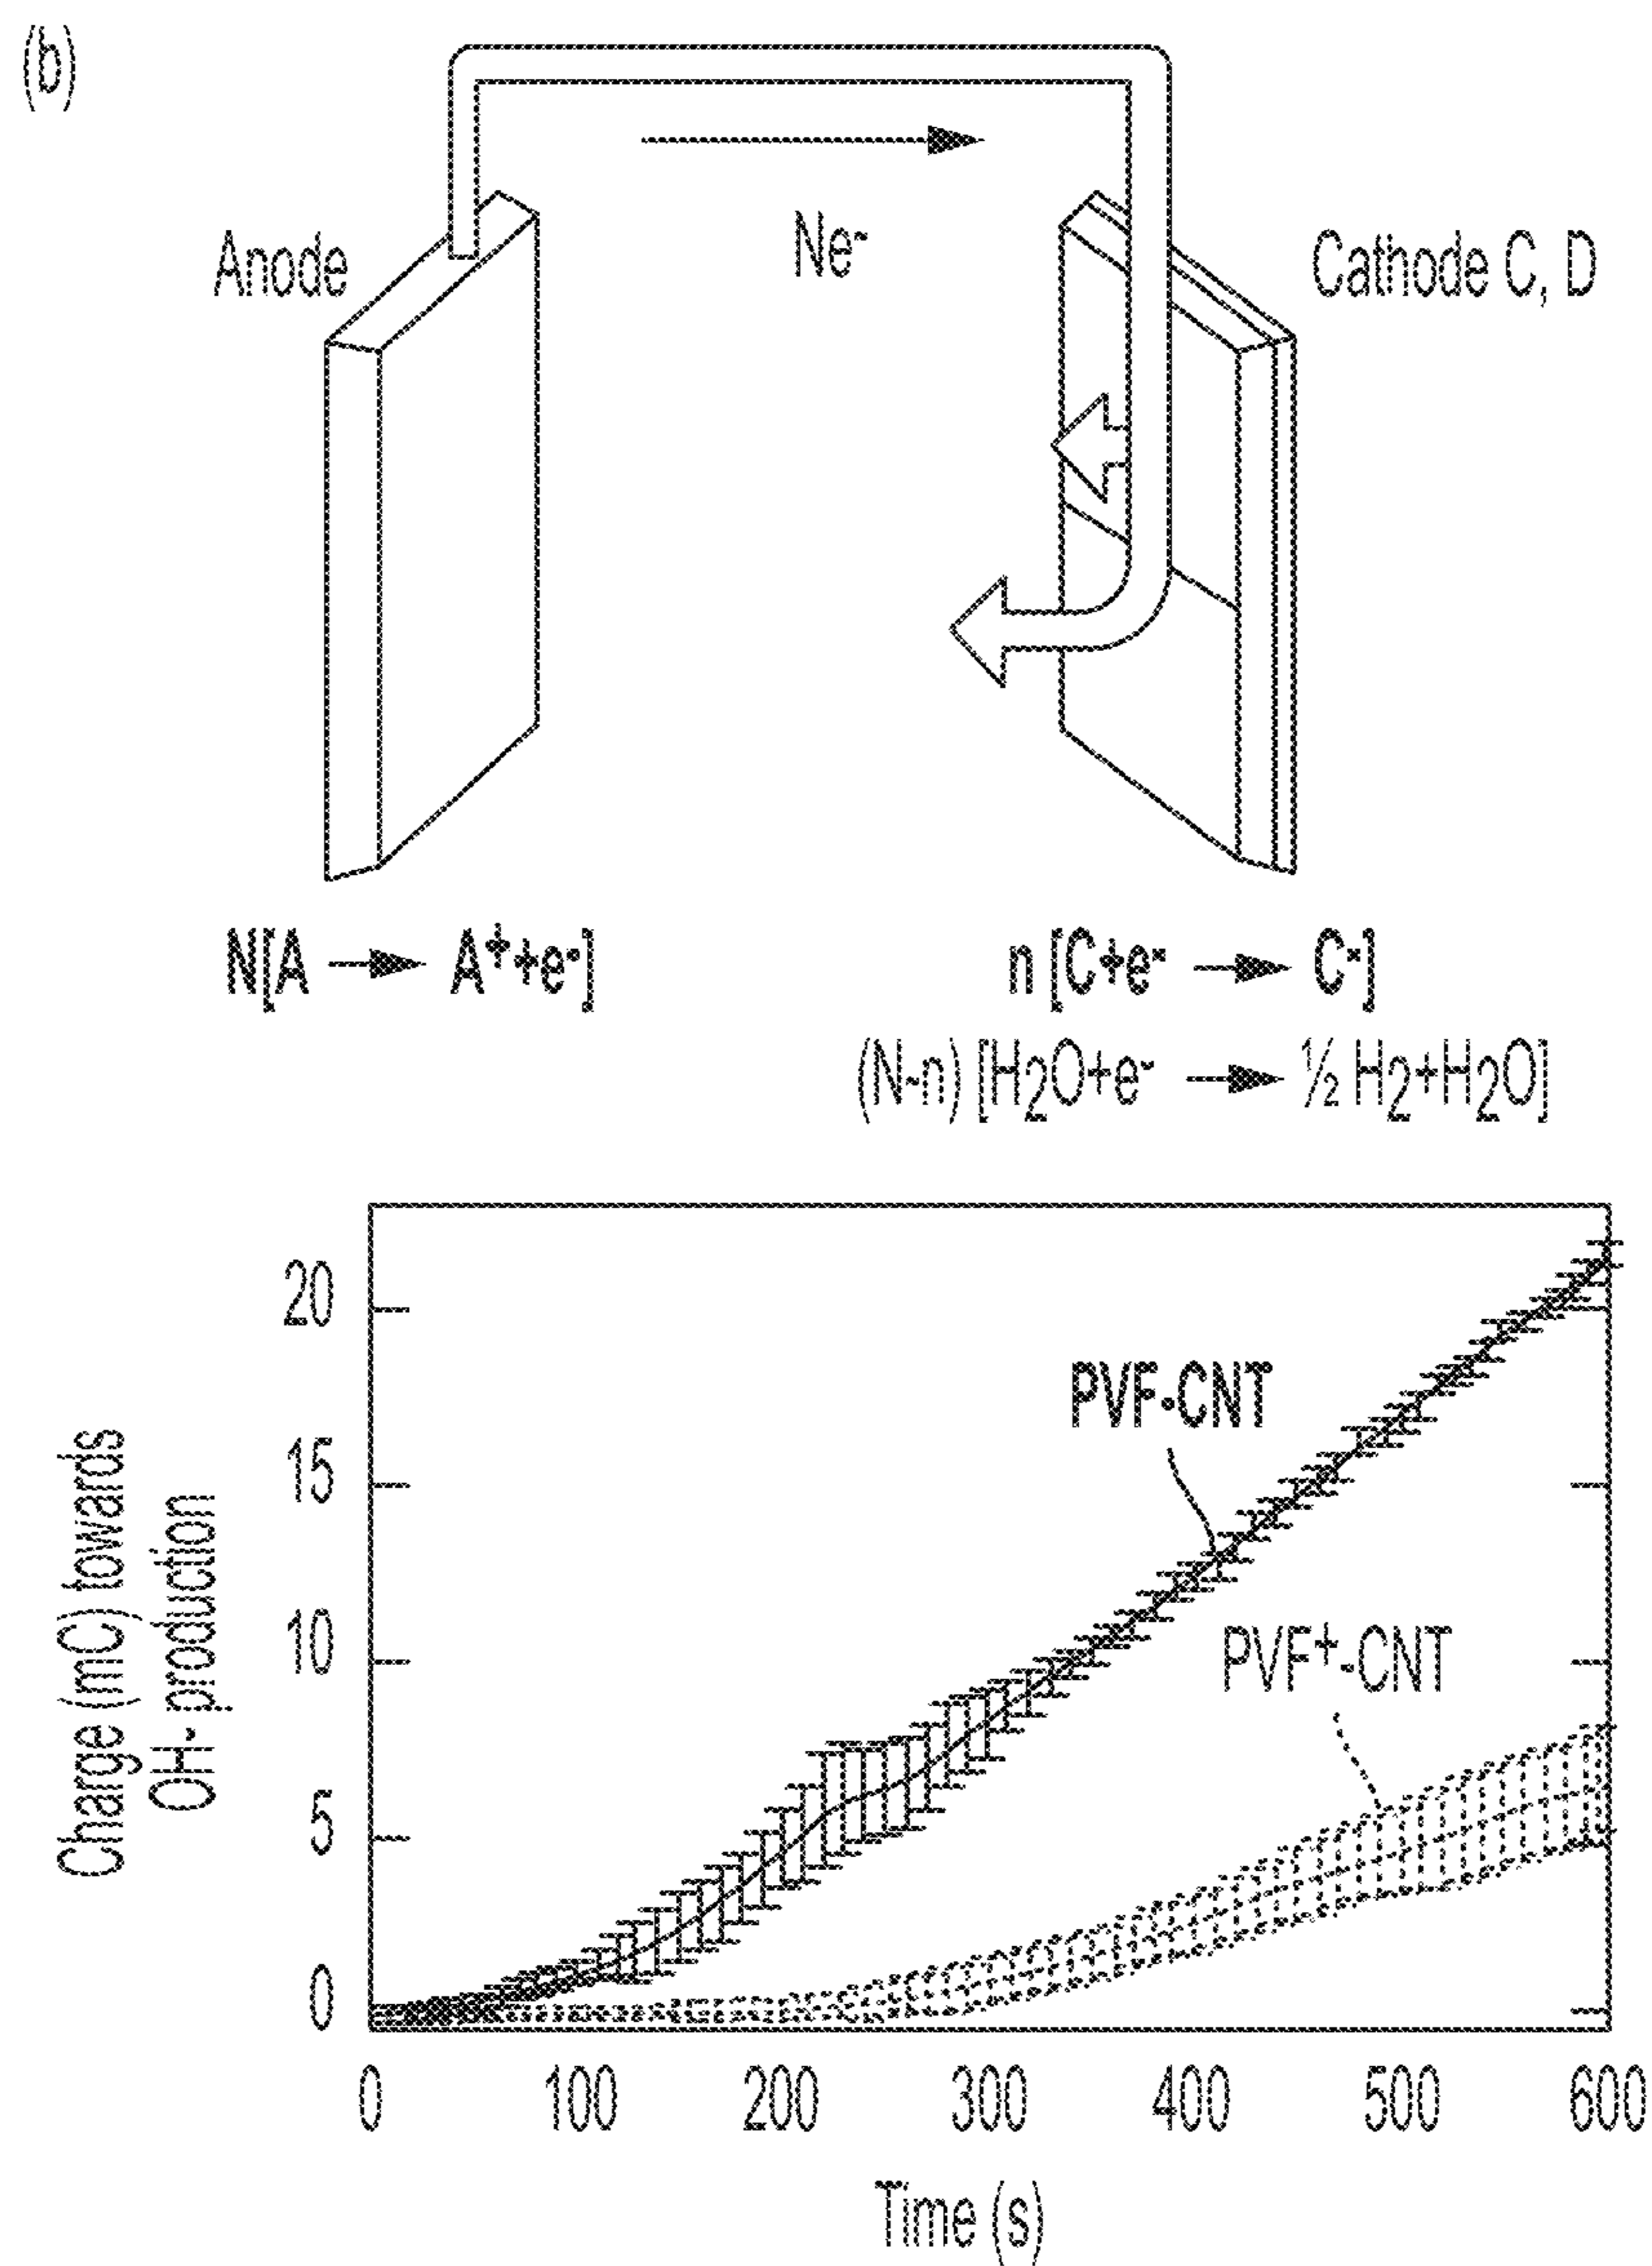 (b)
Anode
Ne-
Cathode C, D
N[A → A⁺+e-]
n [C+e- → C-]
(N-n) [H₂O+e- → ½ H₂+H₂O]
Charge (mC) towards
OH- production
20
15
10
5
0
PVF-CNT
PVF⁺-CNT
0 100 200 300 400 500 600
Time (s)